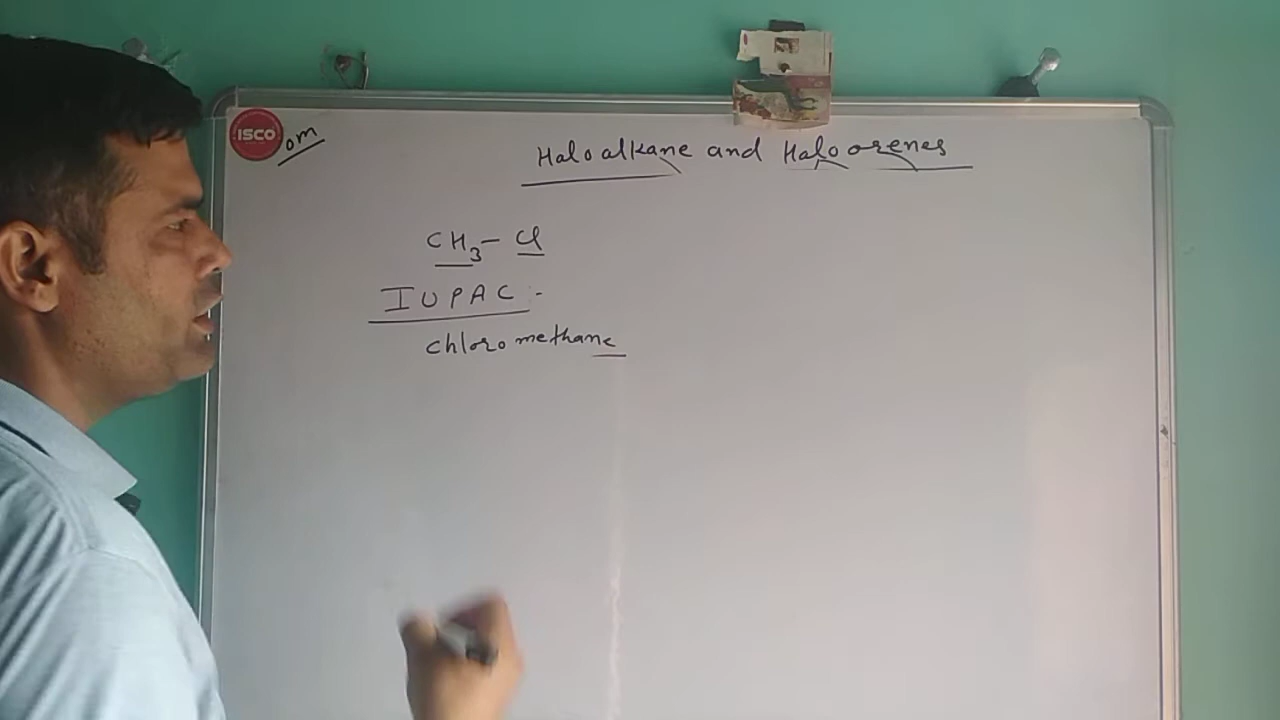 ISCO
om
Haloalkane and Haloarenes
CH3 - Cl
IUPAC -
chloromethane